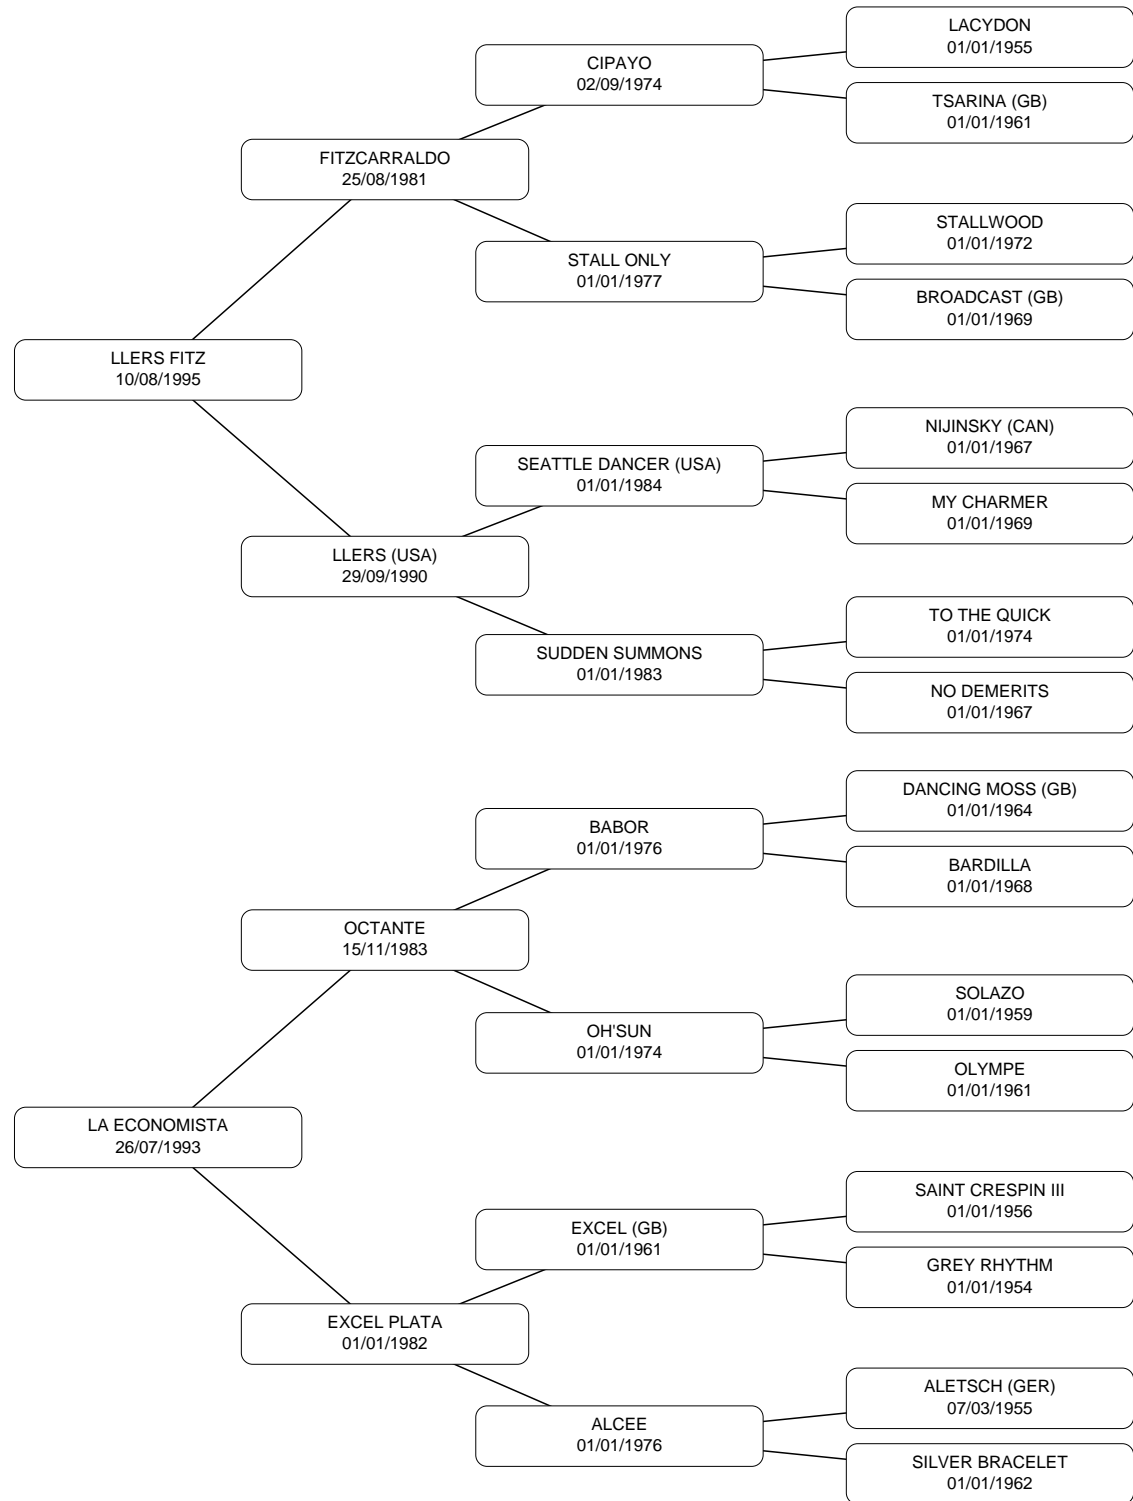 LACYDON
01/01/1955
CIPAYO
02/09/1974
TSARINA (GB)
01/01/1961
FITZCARRALDO
25/08/1981
STALLWOOD
01/01/1972
STALL ONLY
01/01/1977
BROADCAST (GB)
01/01/1969
LLERS FITZ
10/08/1995
NIJINSKY (CAN)
01/01/1967
SEATTLE DANCER (USA)
01/01/1984
MY CHARMER
01/01/1969
LLERS (USA)
29/09/1990
TO THE QUICK
01/01/1974
SUDDEN SUMMONS
01/01/1983
NO DEMERITS
01/01/1967
DANCING MOSS (GB)
01/01/1964
BABOR
01/01/1976
BARDILLA
01/01/1968
OCTANTE
15/11/1983
SOLAZO
01/01/1959
OH'SUN
01/01/1974
OLYMPE
01/01/1961
LA ECONOMISTA
26/07/1993
SAINT CRESPIN III
01/01/1956
EXCEL (GB)
01/01/1961
GREY RHYTHM
01/01/1954
EXCEL PLATA
01/01/1982
ALETSCH (GER)
07/03/1955
ALCEE
01/01/1976
SILVER BRACELET
01/01/1962